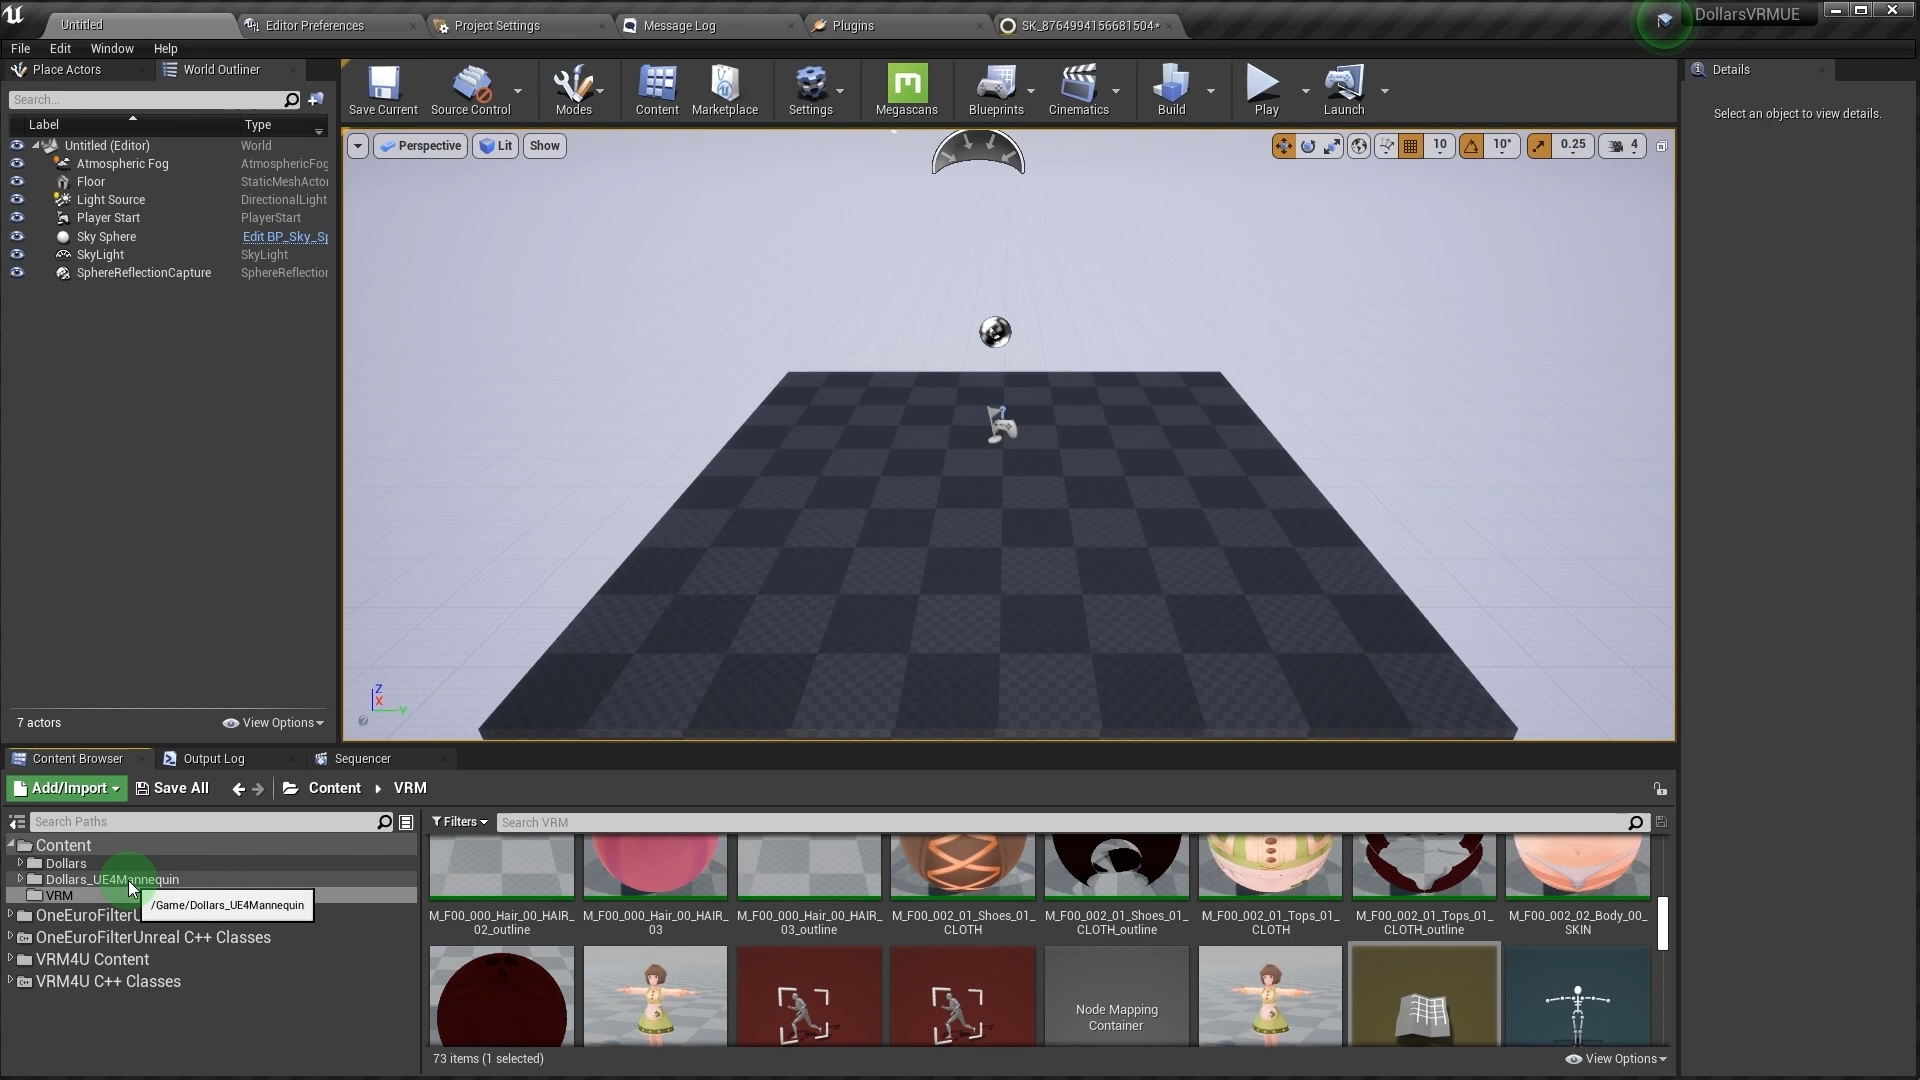 Untitled
Editor Preferences
Project Settings
Message Log
Plugins
SK_8764994156681504*
DollarsVRMUE
File Edit Window Help
Place Actors
World Outliner
Search...
Label Type
Untitled (Editor) World
Atmospheric Fog AtmosphericFog
Floor StaticMeshActo
Light Source DirectionalLight
Player Start PlayerStart
Sky Sphere Edit BP_Sky_Sp
SkyLight SkyLight
SphereReflectionCapture SphereReflection
7 actors
View Options
Save Current
Source Control
Modes
Content
Marketplace
Settings
Megascans
Blueprints
Cinematics
Build
Play
Launch
Perspective
Lit
Show
10
10°
0.25
4
Z
X
Y
Details
Select an object to view details.
Content Browser
Output Log
Sequencer
Add/Import
Save All
Content
VRM
Search Paths
Content
Dollars
Dollars_UE4Mannequin
VRM
/Game/Dollars_UE4Mannequin
OneEuroFilterU
OneEuroFilterUnreal C++ Classes
VRM4U Content
VRM4U C++ Classes
Filters
Search VRM
M_F00_000_Hair_00_HAIR_
02_outline
M_F00_000_Hair_00_HAIR_
03
M_F00_000_Hair_00_HAIR_
03_outline
M_F00_002_01_Shoes_01_
CLOTH
M_F00_002_01_Shoes_01_
CLOTH_outline
M_F00_002_01_Tops_01_
CLOTH
M_F00_002_01_Tops_01_
CLOTH_outline
M_F00_002_02_Body_00_
SKIN
Node Mapping
Container
73 items (1 selected)
View Options